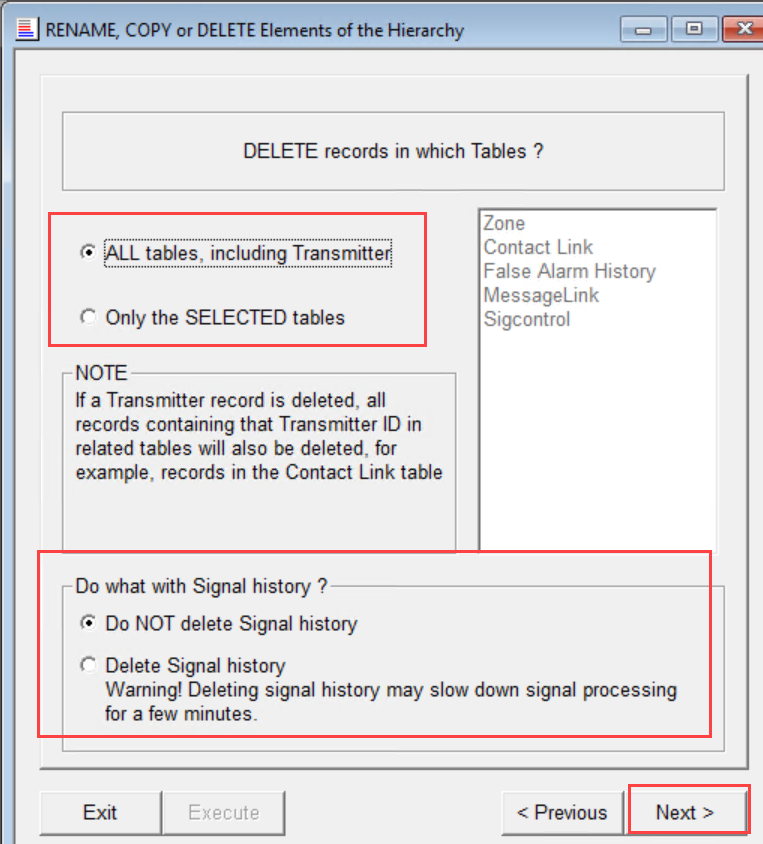 RENAME, COPY or DELETE Elements of the Hierarchy
DELETE records in which Tables ?
ALL tables, including Transmitter
Only the SELECTED tables
Zone
Contact Link
False Alarm History
MessageLink
Sigcontrol
NOTE
If a Transmitter record is deleted, all
records containing that Transmitter ID in
related tables will also be deleted, for
example, records in the Contact Link table
Do what with Signal history ?
Do NOT delete Signal history
Delete Signal history
Warning! Deleting signal history may slow down signal processing
for a few minutes.
Exit
Execute
< Previous
Next >